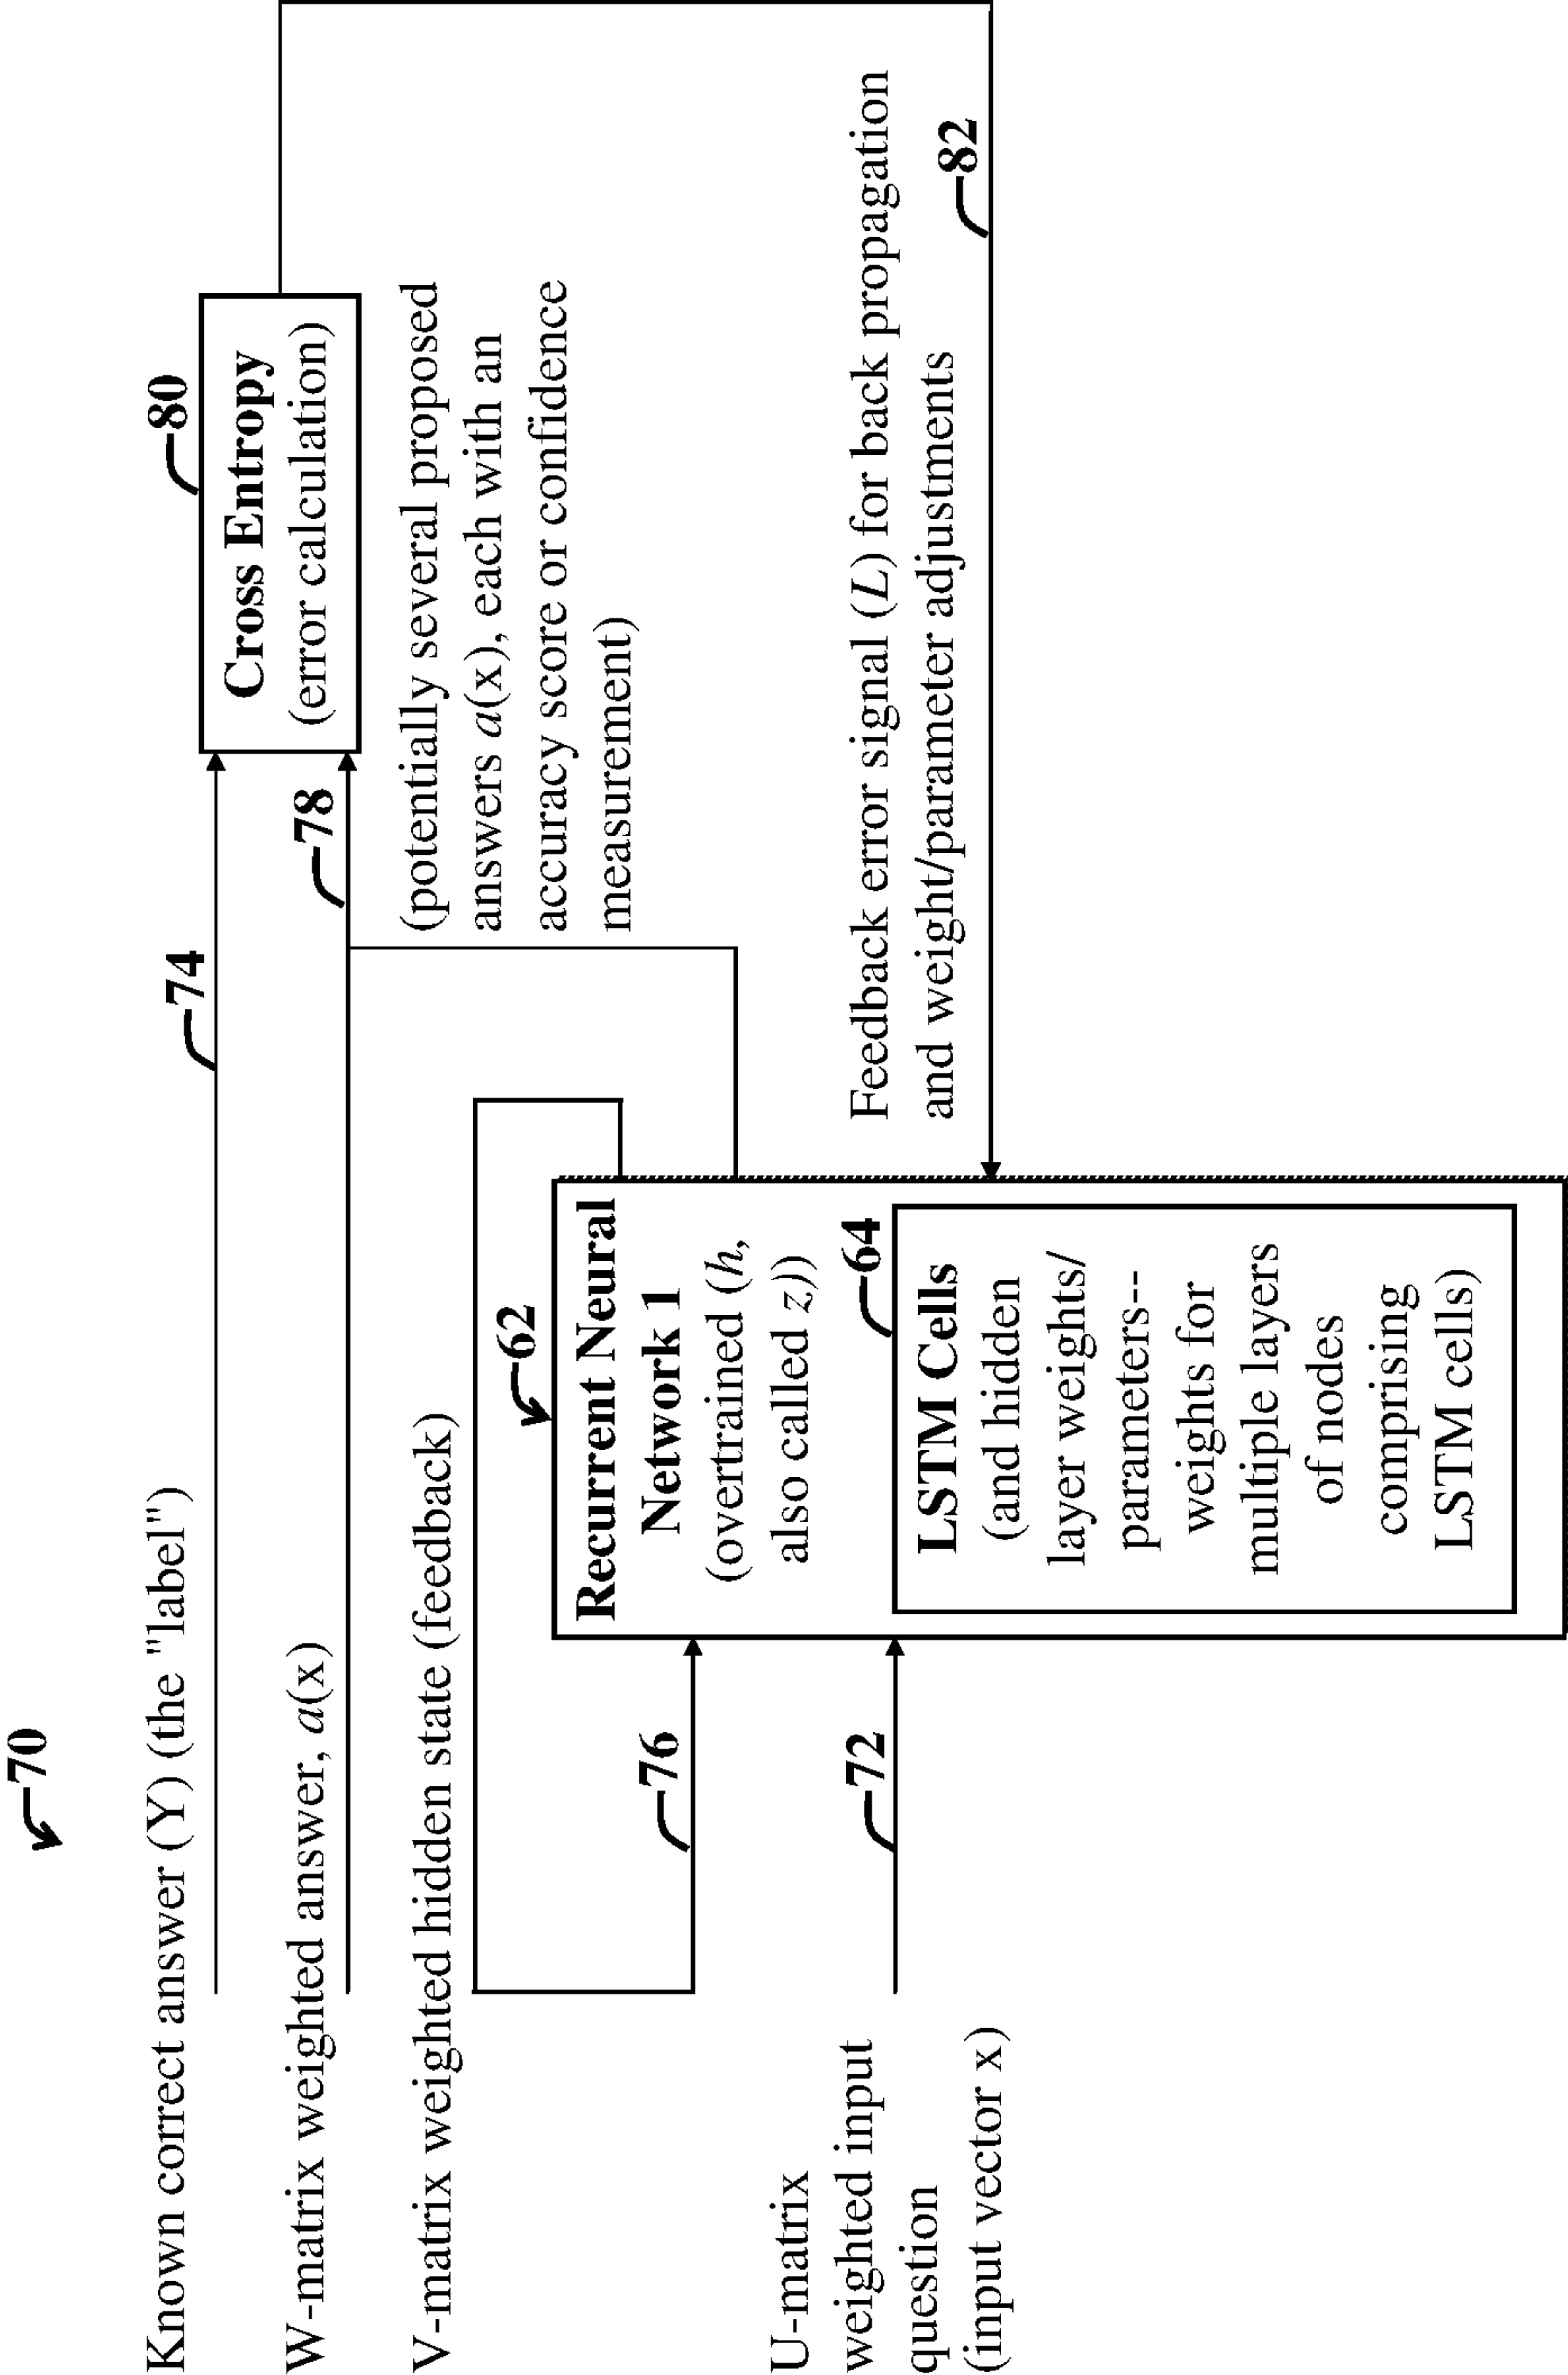 70
Known correct answer (Y) (the "label")
74
W-matrix weighted answer, a(x)
78
80
Cross Entropy
(error calculation)
(potentially several proposed
answers a(x), each with an
accuracy score or confidence
measurement)
V-matrix weighted hidden state (feedback)
76
62
Recurrent Neural
Network 1
(overtrained (h,
also called z))
64
LSTM Cells
(and hidden
layer weights/
parameters--
weights for
multiple layers
of nodes
comprising
LSTM cells)
U-matrix
weighted input
question
(input vector x)
72
Feedback error signal (L) for back propagation
and weight/parameter adjustments
82